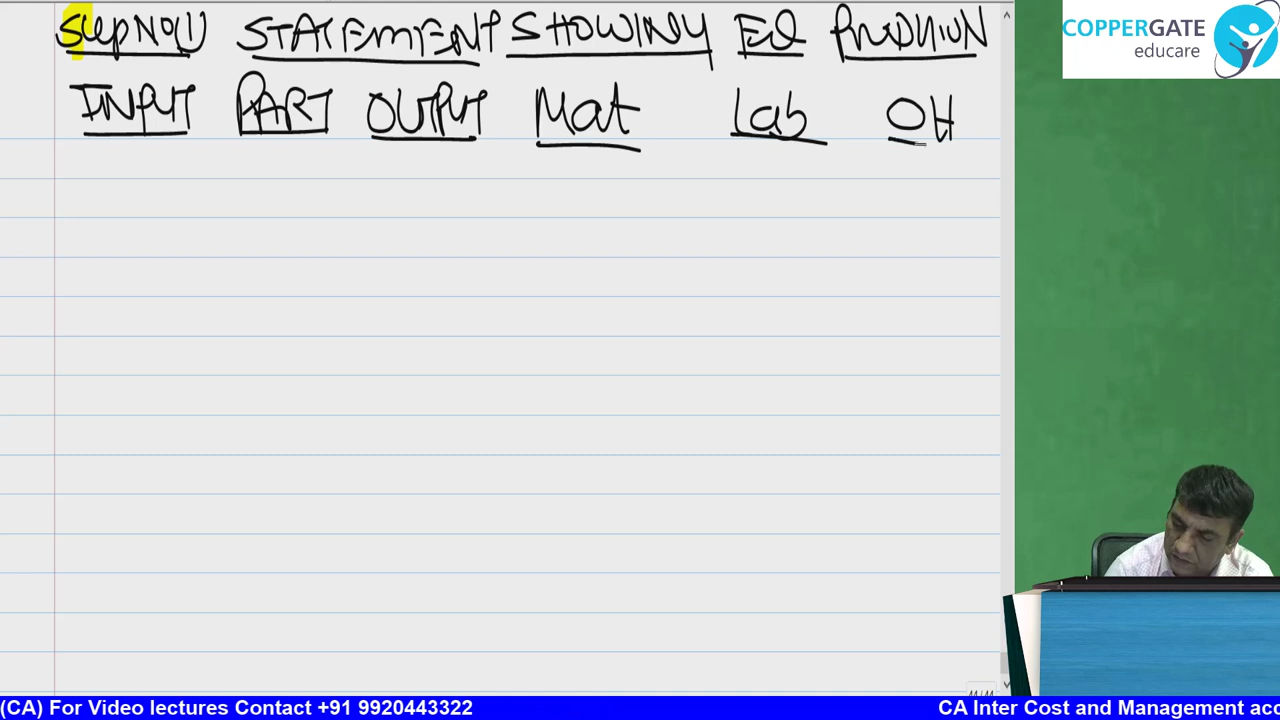 Step No(1) STATEMENT SHOWING EQ Production
INPUT PART OUTPUT Mat Lab OH
COPPERGATE
educare
(CA) For Video lectures Contact +91 9920443322 CA Inter Cost and Management acc